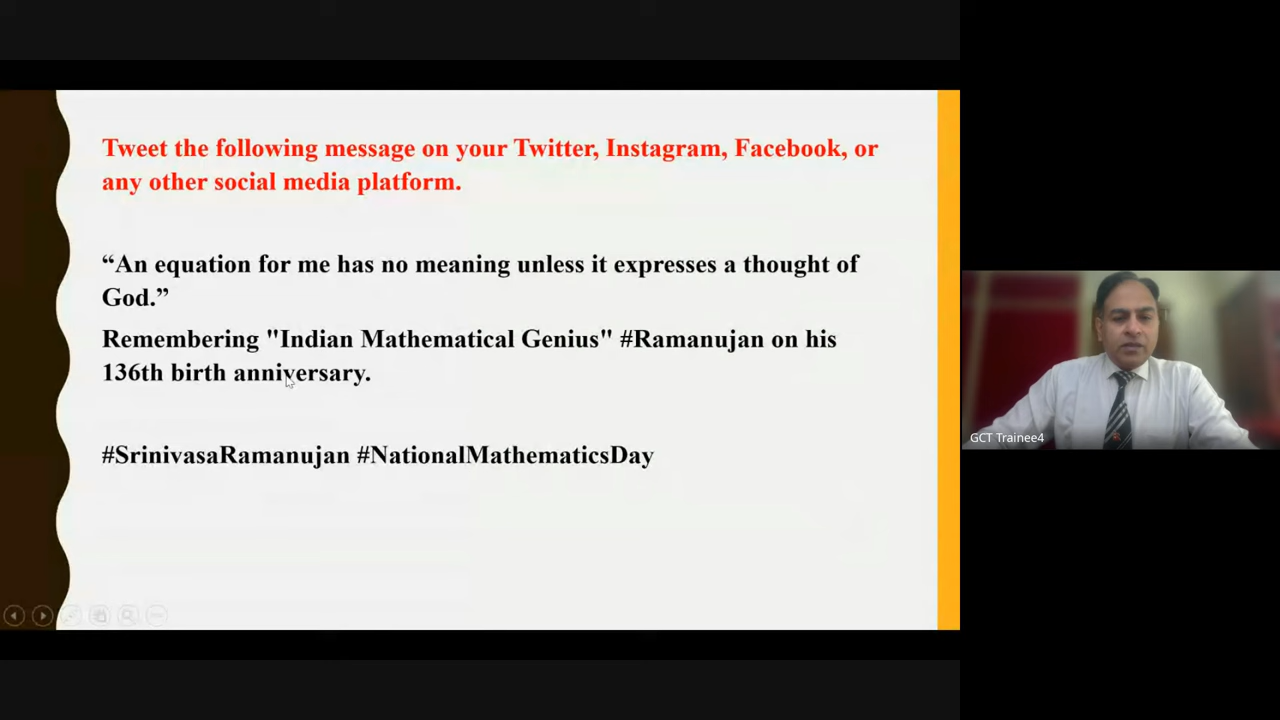 Tweet the following message on your Twitter, Instagram, Facebook, or
any other social media platform.
“An equation for me has no meaning unless it expresses a thought of
God.”
Remembering "Indian Mathematical Genius" #Ramanujan on his
136th birth anniversary.
#SrinivasaRamanujan #NationalMathematicsDay
GCT Trainee4